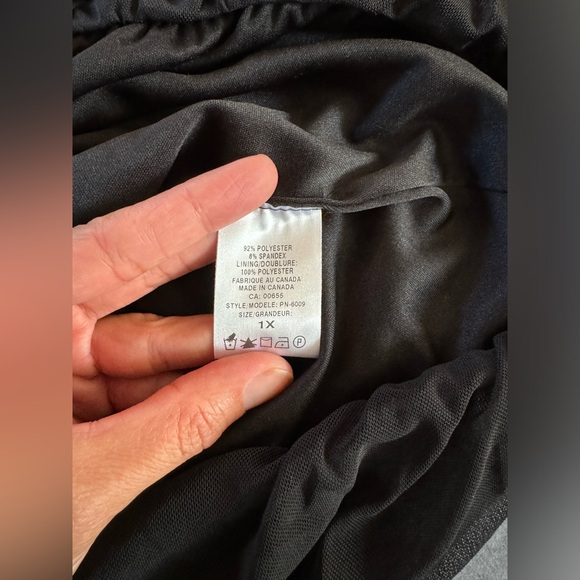 92% POLYESTER
8% SPANDEX
LINING/DOUBLURE:
100% POLYESTER
FABRIQUE AU CANADA
MADE IN CANADA
CA: 00655
STYLE/MODELE: PN-6009
SIZE/GRANDEUR:
1X
P